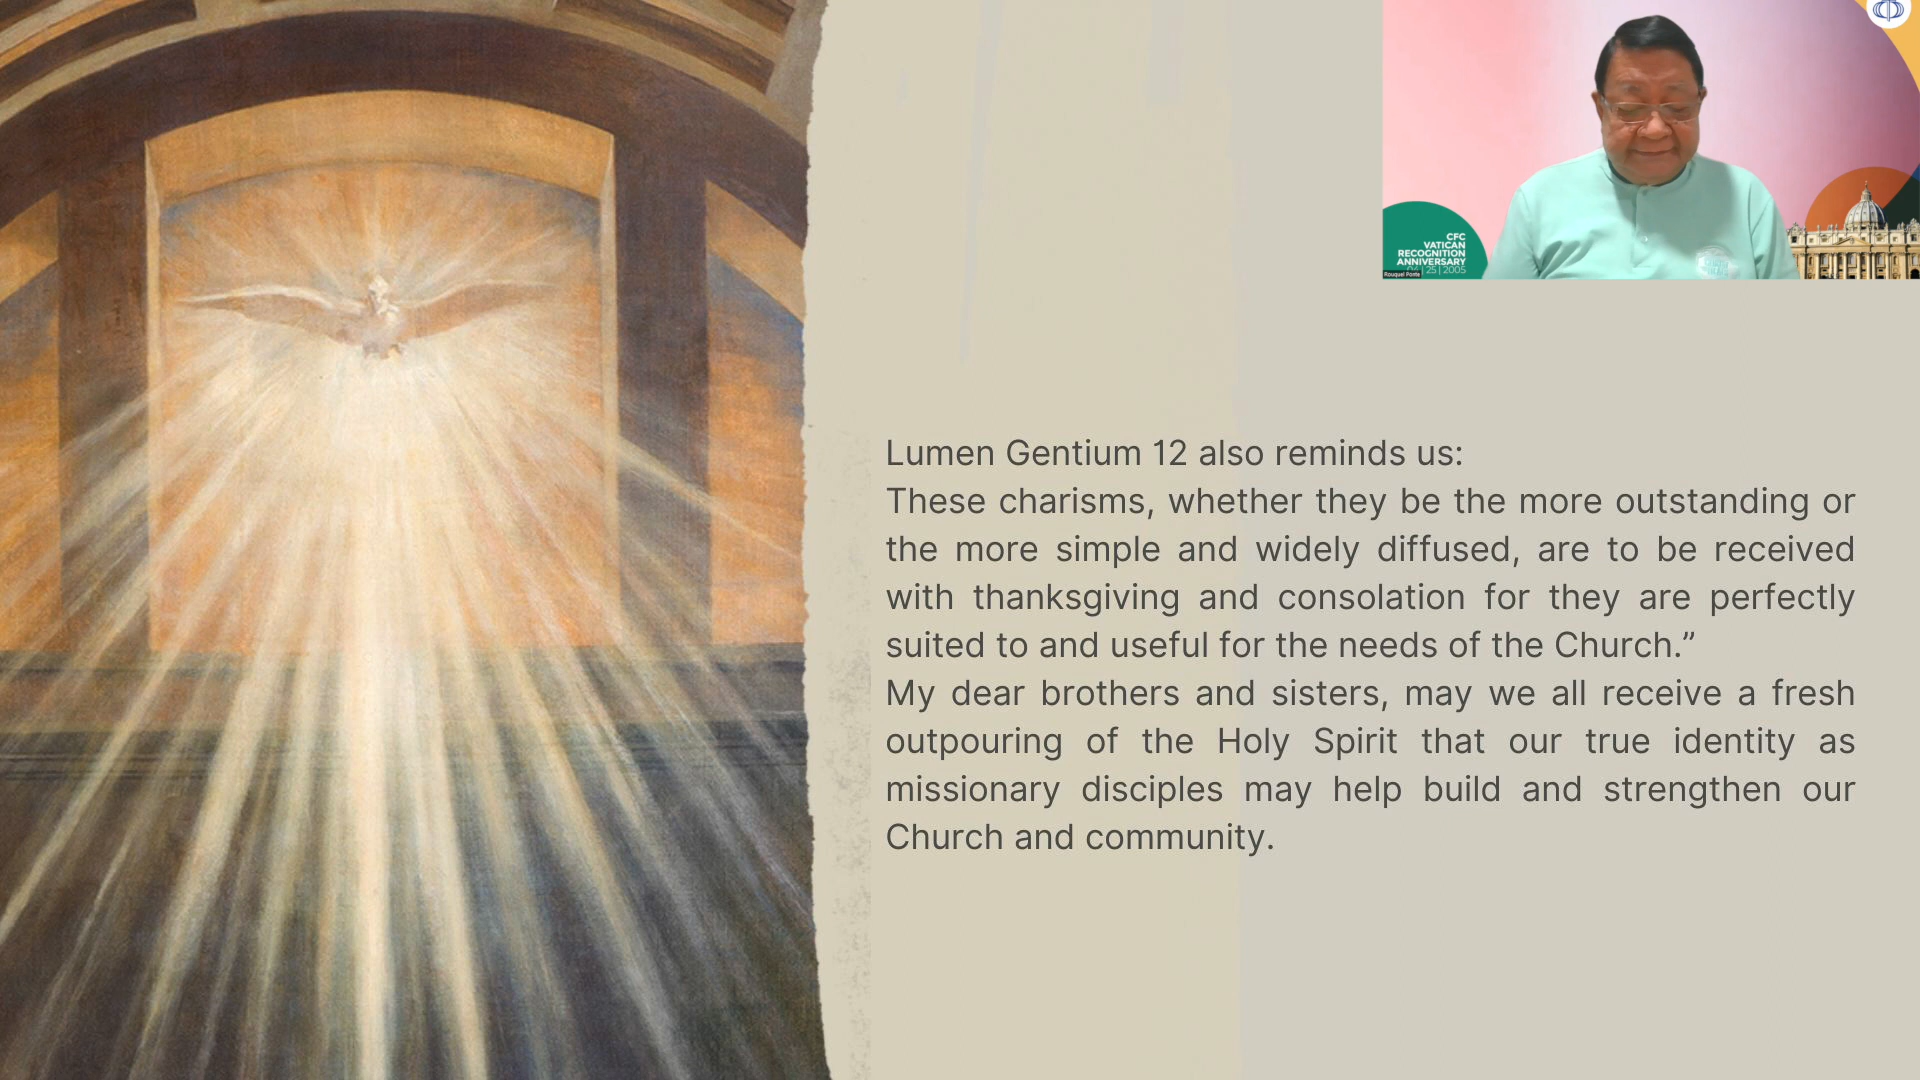 CFC
VATICAN
RECOGNITION
ANNIVERSARY
04 | 25 | 2005
Rouquel Ponte
Lumen Gentium 12 also reminds us:
These charisms, whether they be the more outstanding or
the more simple and widely diffused, are to be received
with thanksgiving and consolation for they are perfectly
suited to and useful for the needs of the Church.”
My dear brothers and sisters, may we all receive a fresh
outpouring of the Holy Spirit that our true identity as
missionary disciples may help build and strengthen our
Church and community.